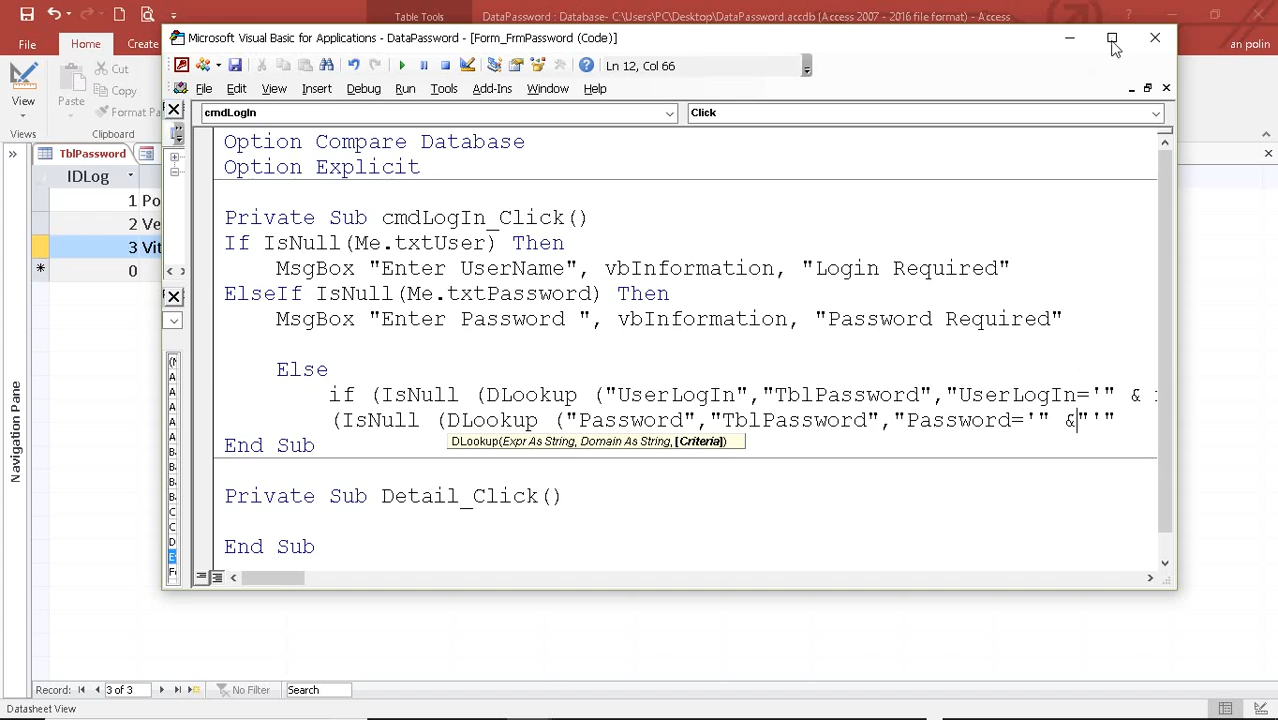 Table Tools
DataPassword : Database- C:\Users\PC\Desktop\DataPassword.accdb (Access 2007 - 2016 file format) - Access
File Home Create
an polin
View
Views
Paste
Cut
Copy
Format Pa
Clipboard
TblPassword
IDLog
1 Po
2 Ve
3 Vit
0
Navigation Pane
Microsoft Visual Basic for Applications - DataPassword - [Form_FrmPassword (Code)]
Ln 12, Col 66
File Edit View Insert Format Debug Run Tools Add-Ins Window Help
cmdLogIn Click
Option Compare Database
Option Explicit
Private Sub cmdLogIn_Click()
If IsNull(Me.txtUser) Then
MsgBox "Enter UserName", vbInformation, "Login Required"
ElseIf IsNull(Me.txtPassword) Then
MsgBox "Enter Password ", vbInformation, "Password Required"
Else
if (IsNull (DLookup ("UserLogIn","TblPassword","UserLogIn='" &
(IsNull (DLookup ("Password","TblPassword","Password='" &"'"
DLookup(Expr As String, Domain As String, [Criteria])
End Sub
Private Sub Detail_Click()
End Sub
Record: 3 of 3 No Filter Search
Datasheet View